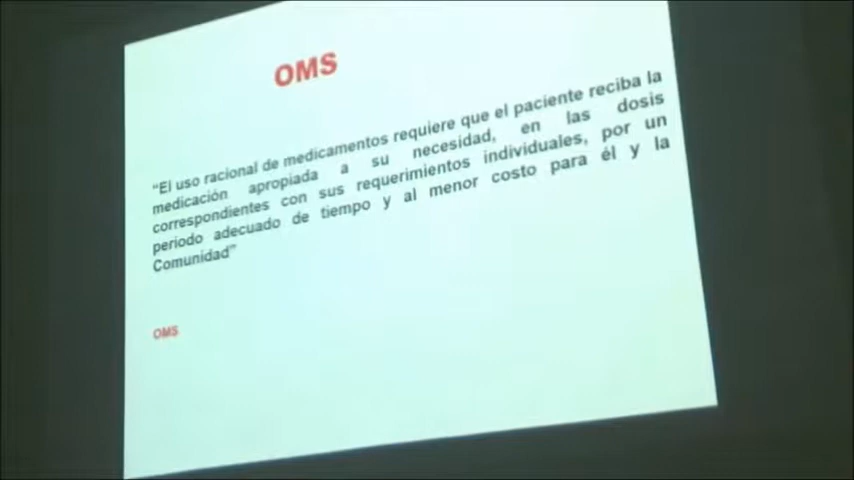 OMS
“El uso racional de medicamentos requiere que el paciente reciba la
medicación apropiada a su necesidad, en las dosis
correspondientes con sus requerimientos individuales, por un
periodo adecuado de tiempo y al menor costo para él y la
Comunidad”
OMS